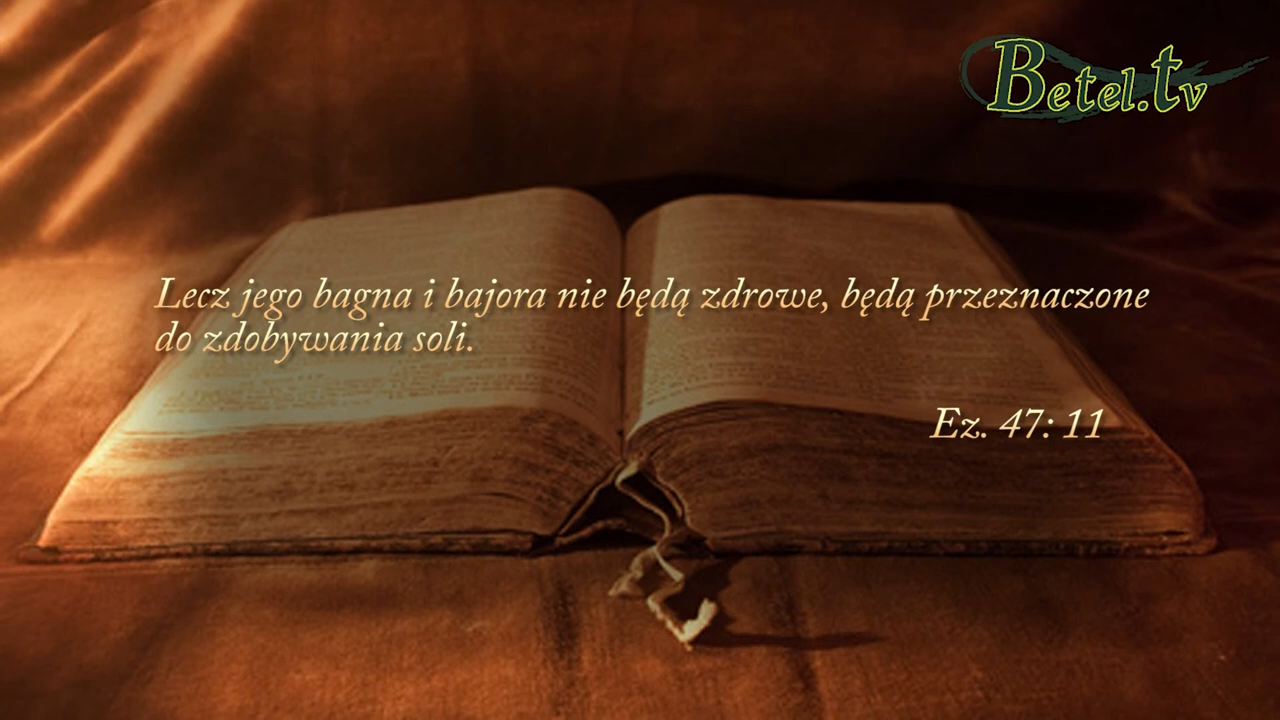 Betel.tv
Lecz jego bagna i bajora nie będą zdrowe, będą przeznaczone
do zdobywania soli.
Ez. 47: 11